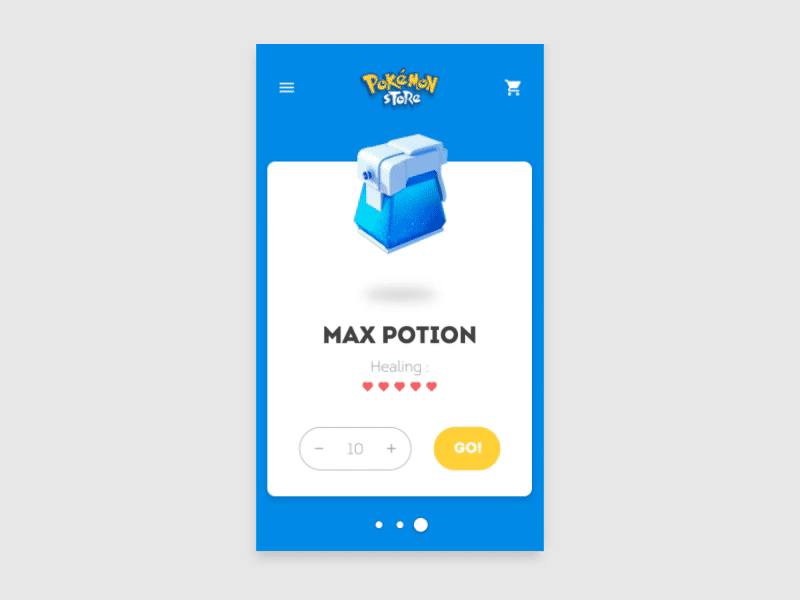 POKéMON
STORE
MAX POTION
Healing :
− 10 +
GO!